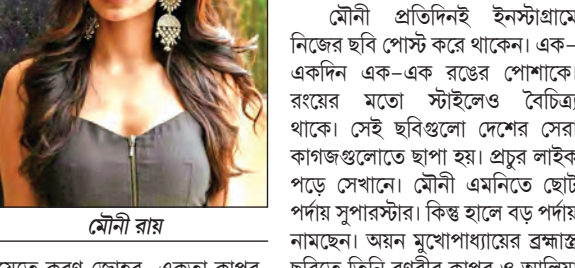 মৌনী রায়
মৌনী প্রতিদিনই ইনস্টাগ্রামে
নিজের ছবি পোস্ট করে থাকেন। এক-
একদিন এক-এক রঙের পোশাকে।
রংয়ের মতো স্টাইলেও বৈচিত্র্য
থাকে। সেই ছবিগুলো দেশের সেরা
কাগজগুলোতে ছাপা হয়। প্রচুর লাইক
পড়ে সেখানে। মৌনী এমনিতে ছোট
পর্দায় সুপারস্টার। কিন্তু হালে বড় পর্দায়
নামছেন। অয়ন মুখোপাধ্যায়ের ব্রহ্মাস্ত্র